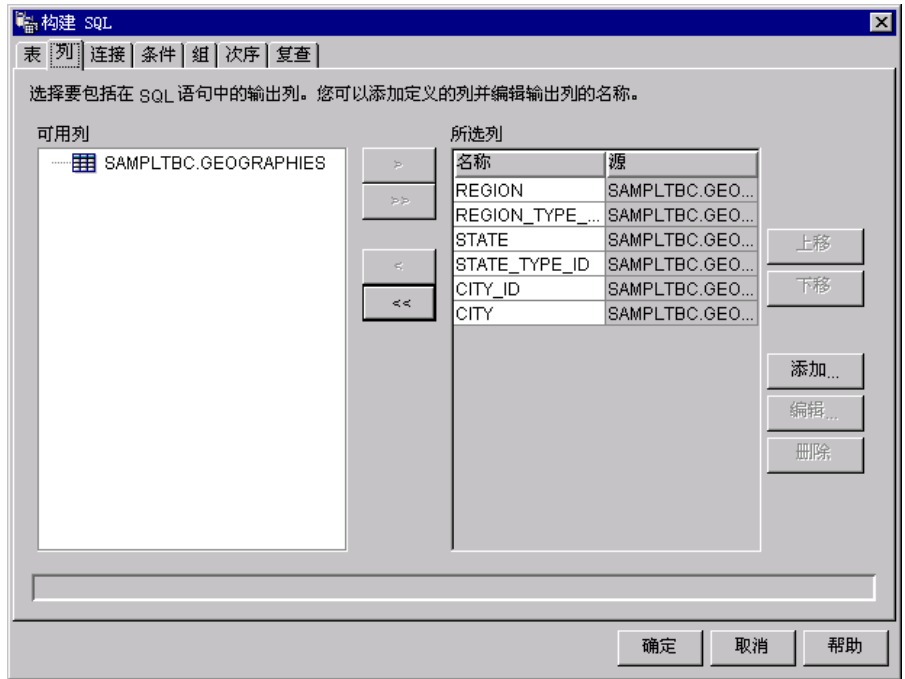 构建 SQL
表 列 连接 条件 组 次序 复查
选择要包括在 SQL 语句中的输出列。您可以添加定义的列并编辑输出列的名称。
可用列
SAMPLTBC.GEOGRAPHIES
>
>>
<
<<
所选列
名称 源
REGION SAMPLTBC.GEO...
REGION_TYPE_... SAMPLTBC.GEO...
STATE SAMPLTBC.GEO...
STATE_TYPE_ID SAMPLTBC.GEO...
CITY_ID SAMPLTBC.GEO...
CITY SAMPLTBC.GEO...
上移
下移
添加...
编辑...
删除
确定 取消 帮助